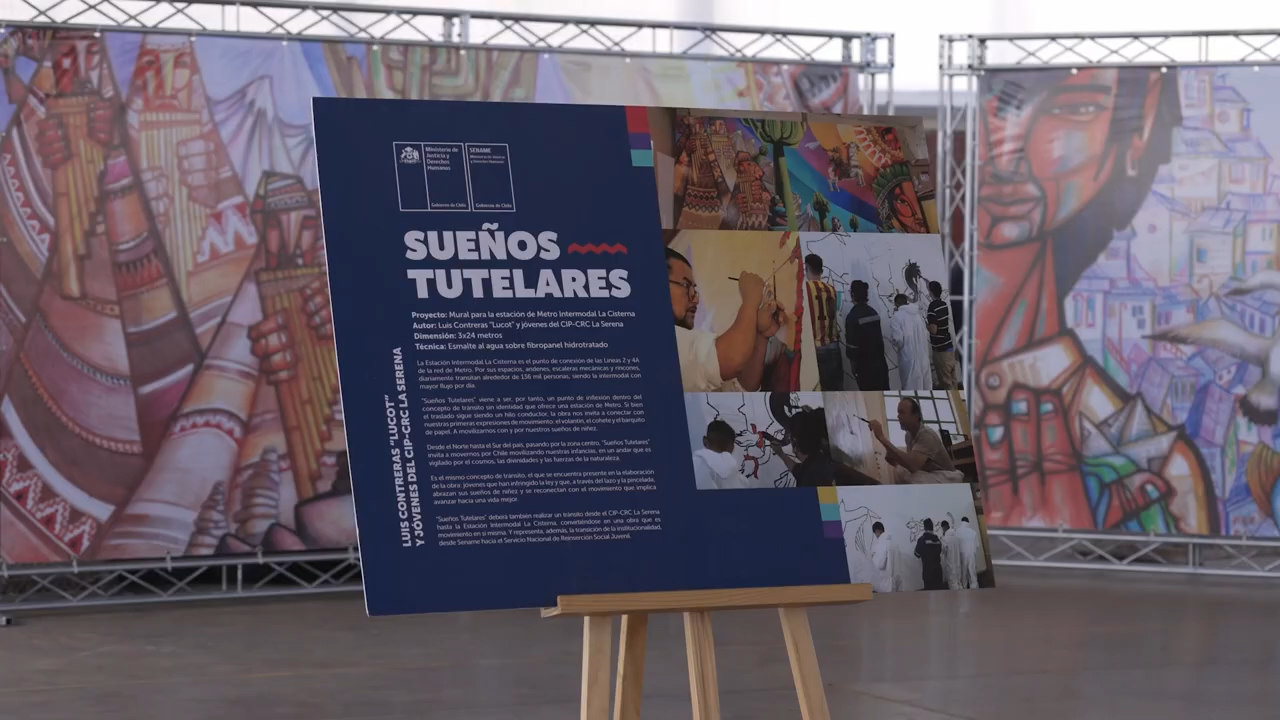 Ministerio de
Justicia y
Derechos
Humanos
Gobierno de Chile
SENAME
Ministerio de Justicia
y Derechos Humanos
Gobierno de Chile
SUEÑOS
TUTELARES
Proyecto: Mural para la estación de Metro Intermodal La Cisterna
Autor: Luis Contreras "Lucot" y jóvenes del CIP-CRC La Serena
Dimensión: 3x24 metros
Técnica: Esmalte al agua sobre fibropanel hidrotratado
LUIS CONTRERAS "LUCOT"
Y JÓVENES DEL CIP-CRC LA SERENA
La Estación Intermodal La Cisterna es el punto de conexión de las Líneas 2 y 4A
de la red de Metro. Por sus espacios, andenes, escaleras mecánicas y rincones,
diariamente transitan alrededor de 136 mil personas, siendo la intermodal con
mayor flujo por día.
"Sueños Tutelares" viene a ser, por tanto, un punto de inflexión dentro del
concepto de tránsito sin identidad que ofrece una estación de Metro. Si bien
el traslado sigue siendo un hilo conductor, la obra nos invita a conectar con
nuestras primeras expresiones de movimiento: el volantín, el cohete y el barquito
de papel. A movilizarnos con y por nuestros sueños de niñez.
Desde el Norte hasta el Sur del país, pasando por la zona centro, "Sueños Tutelares"
invita a movernos por Chile movilizando nuestras infancias, en un andar que es
vigilado por el cosmos, las divinidades y las fuerzas de la naturaleza.
Es el mismo concepto de tránsito, el que se encuentra presente en la elaboración
de la obra: jóvenes que han infringido la ley y que, a través del lazo y la pincelada,
abrazan sus sueños de niñez y se reconectan con el movimiento que implica
avanzar hacia una vida mejor.
"Sueños Tutelares" deberá también realizar un tránsito desde el CIP-CRC La Serena
hasta la Estación Intermodal La Cisterna, convirtiéndose en una obra que es
movimiento en sí misma. Y representa, además, la transición de la institucionalidad,
desde Sename hacia el Servicio Nacional de Reinserción Social Juvenil.